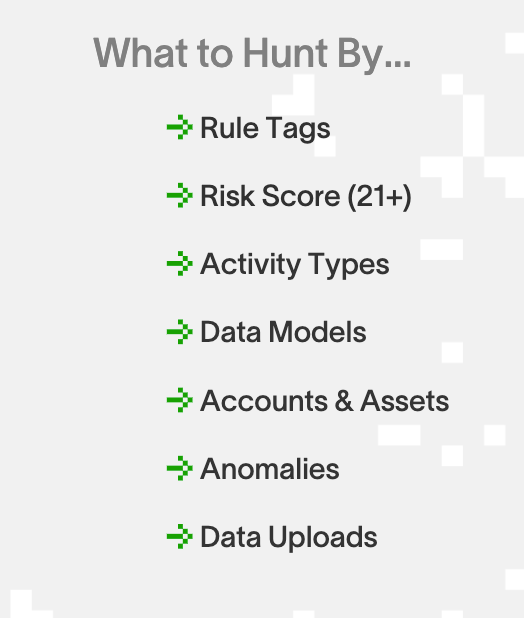 What to Hunt By...
Rule Tags
Risk Score (21+)
Activity Types
Data Models
Accounts & Assets
Anomalies
Data Uploads